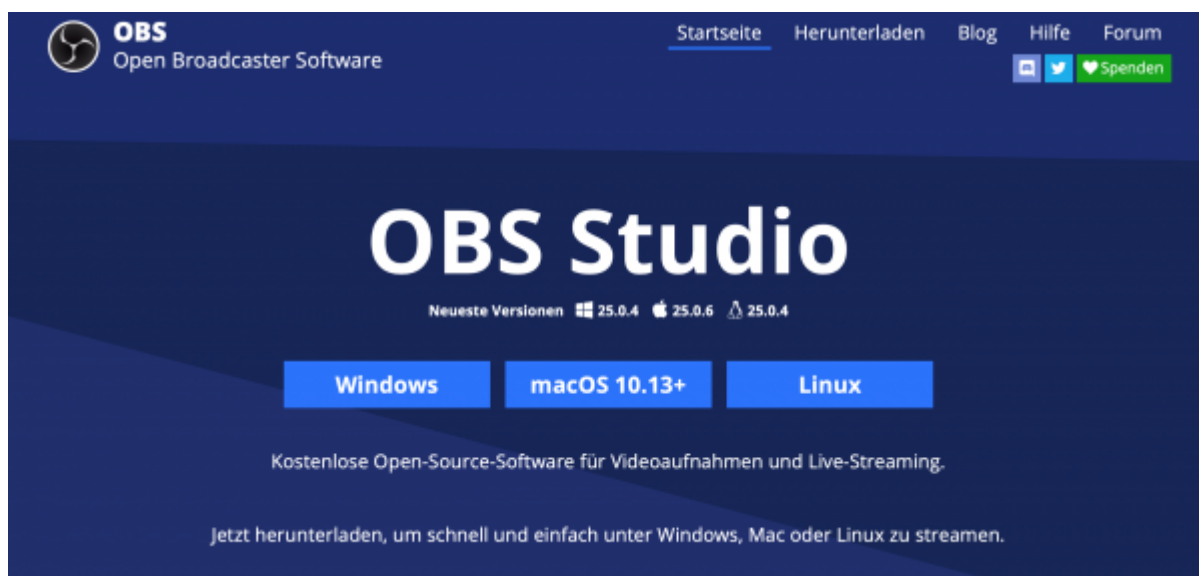 OBS
Open Broadcaster Software
Startseite Herunterladen Blog Hilfe Forum
Spenden
OBS Studio
Neueste Versionen 25.0.4 25.0.6 25.0.4
Windows macOS 10.13+ Linux
Kostenlose Open-Source-Software für Videoaufnahmen und Live-Streaming.
Jetzt herunterladen, um schnell und einfach unter Windows, Mac oder Linux zu streamen.